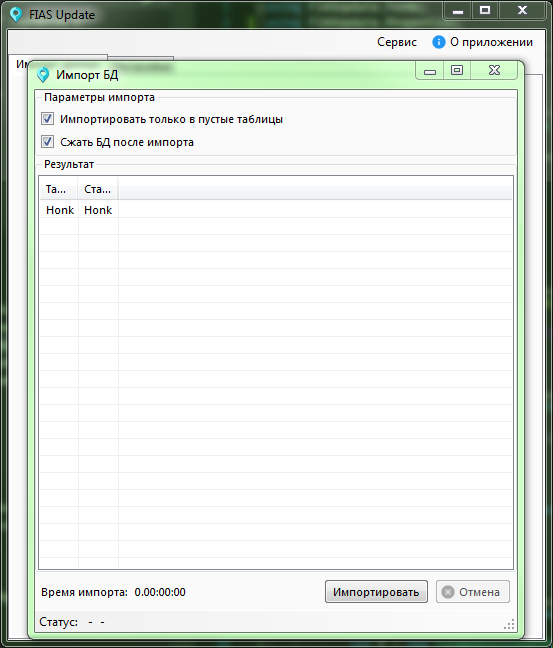 FIAS Update
Сервис О приложении
Импорт БД
Параметры импорта
Импортировать только в пустые таблицы
Сжать БД после импорта
Результат
Та... Ста...
Honk Honk
Время импорта: 0.00:00:00 Импортировать Отмена
Статус: - -